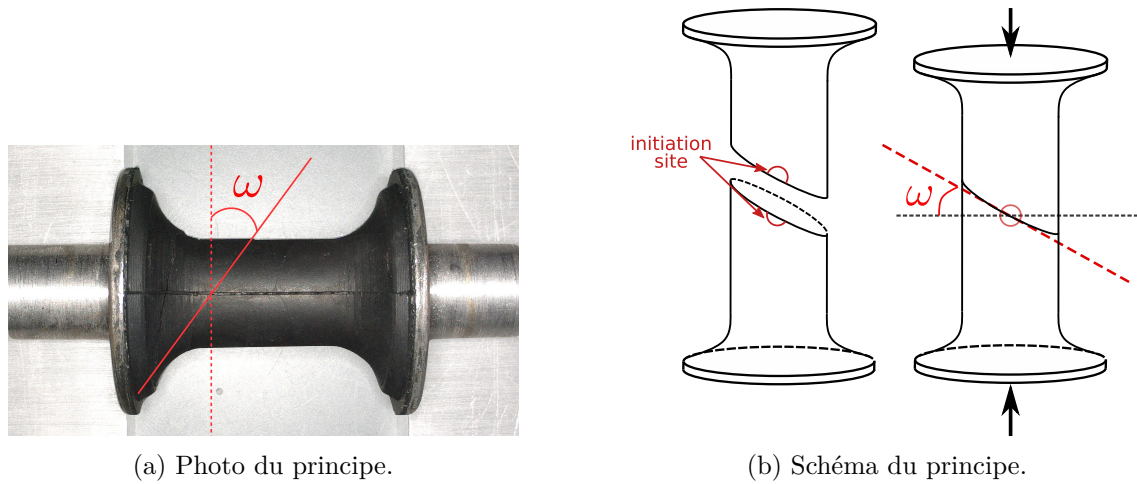 ω
initiation
site
ω
(a) Photo du principe.
(b) Schéma du principe.